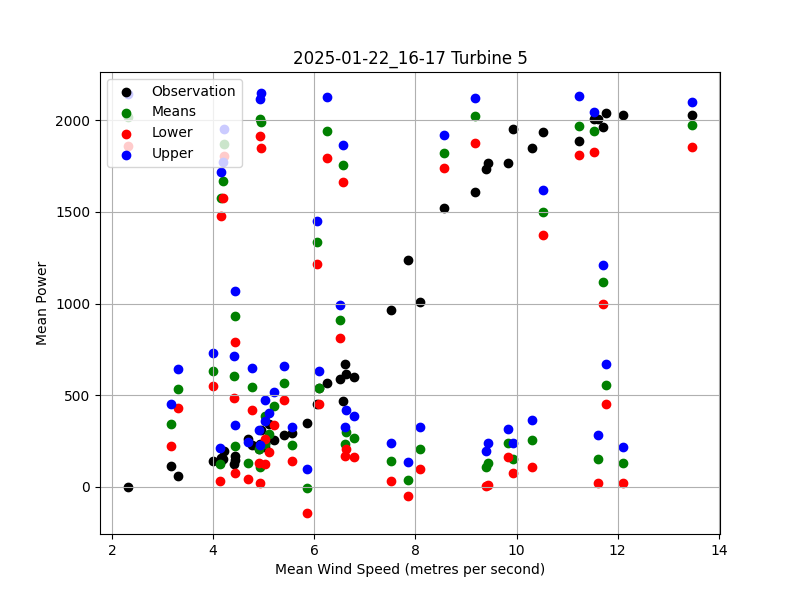 2025-01-22_16-17 Turbine 5
Observation
Means
Lower
Upper
2000
1500
1000
500
0
Mean Power
2 4 6 8 10 12 14
Mean Wind Speed (metres per second)